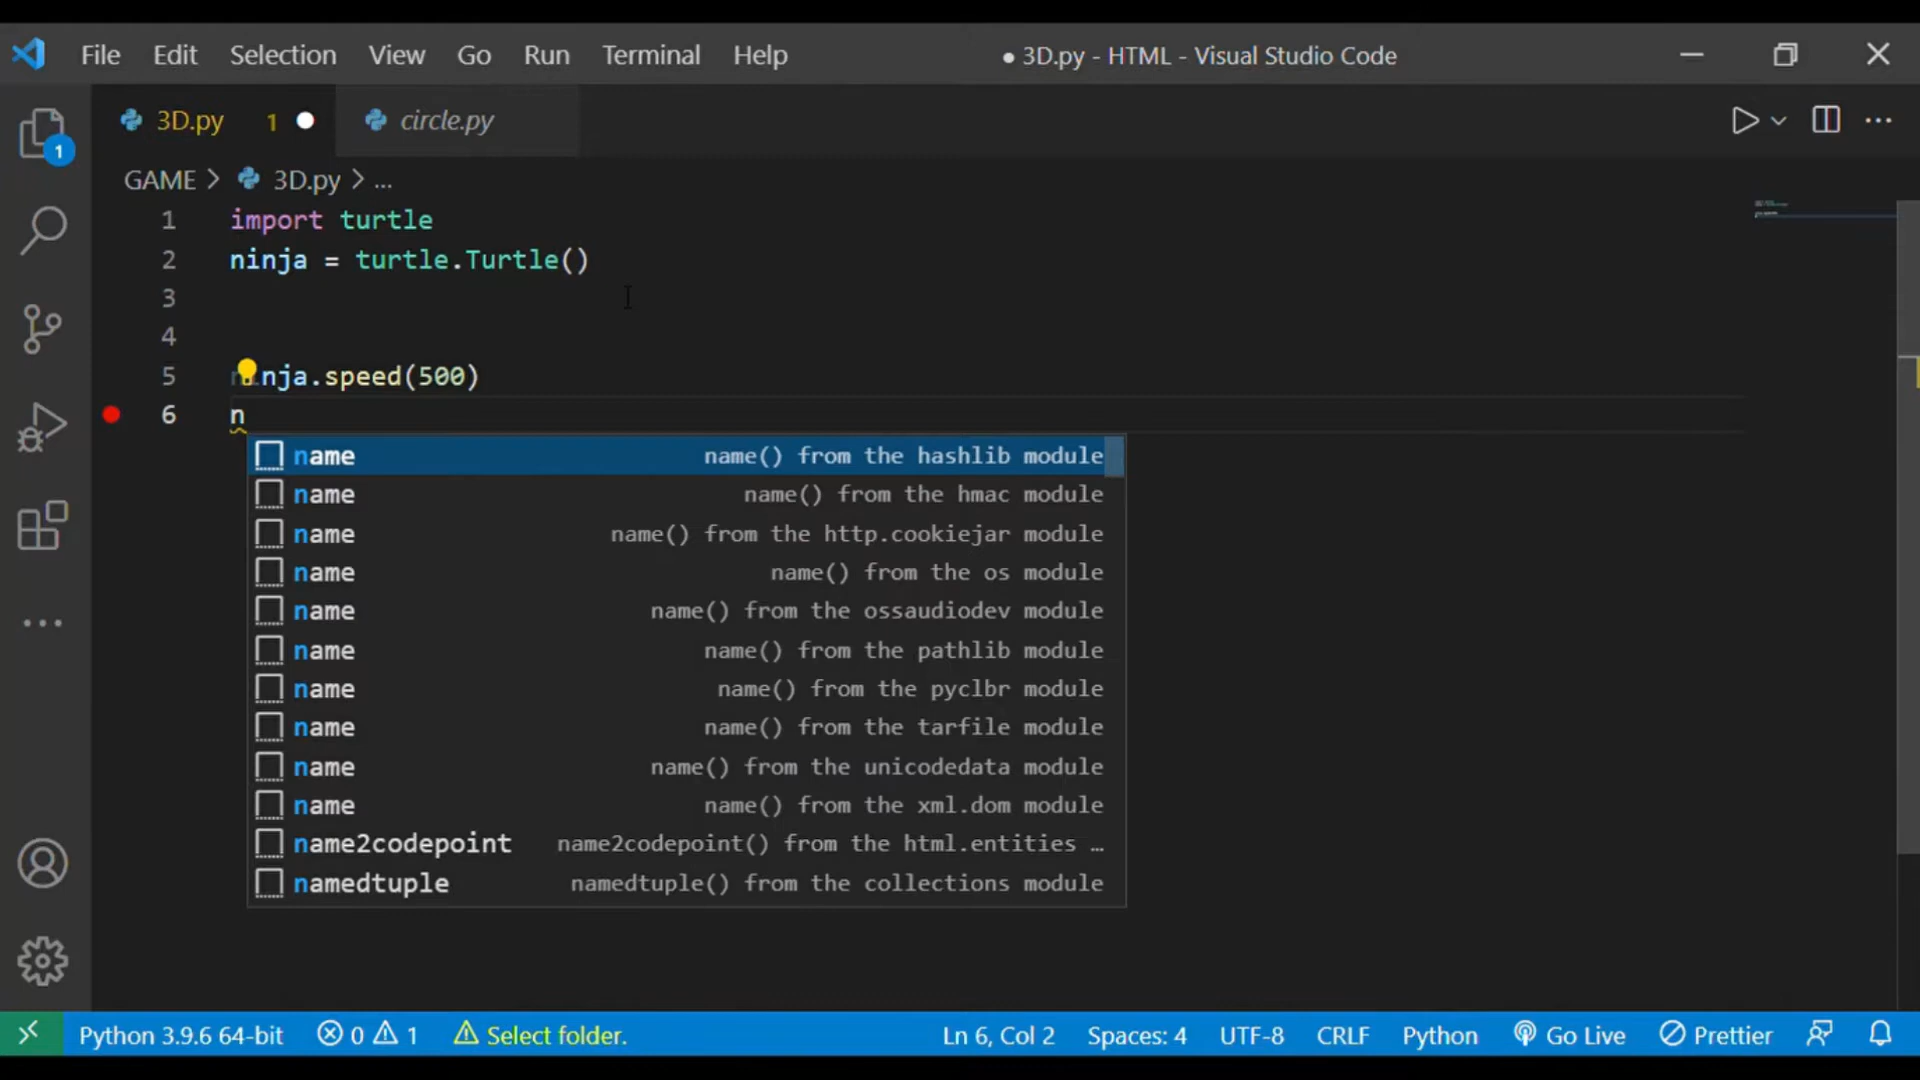 File Edit Selection View Go Run Terminal Help ● 3D.py - HTML - Visual Studio Code
3D.py 1 circle.py
1
GAME > 3D.py > ...
1 import turtle
2 ninja = turtle.Turtle()
3
4
5 ninja.speed(500)
6 n
name name() from the hashlib module
name name() from the hmac module
name name() from the http.cookiejar module
name name() from the os module
name name() from the ossaudiodev module
name name() from the pathlib module
name name() from the pyclbr module
name name() from the tarfile module
name name() from the unicodedata module
name name() from the xml.dom module
name2codepoint name2codepoint() from the html.entities …
namedtuple namedtuple() from the collections module
Python 3.9.6 64-bit 0 1 Select folder. Ln 6, Col 2 Spaces: 4 UTF-8 CRLF Python Go Live Prettier